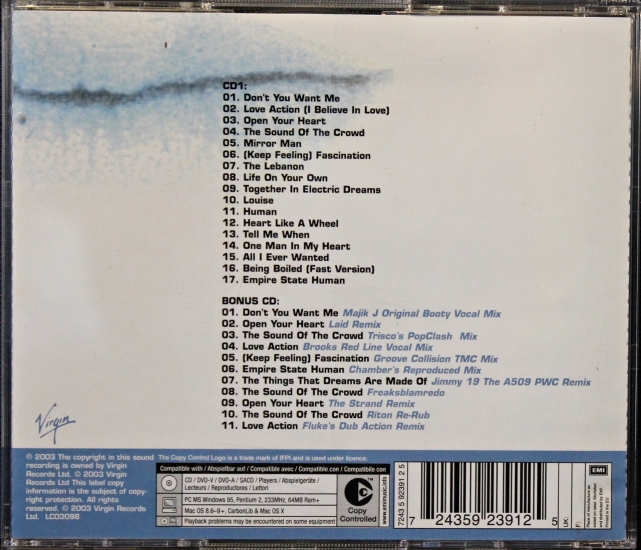 CD1:
01. Don't You Want Me
02. Love Action (I Believe In Love)
03. Open Your Heart
04. The Sound Of The Crowd
05. Mirror Man
06. (Keep Feeling) Fascination
07. The Lebanon
08. Life On Your Own
09. Together In Electric Dreams
10. Louise
11. Human
12. Heart Like A Wheel
13. Tell Me When
14. One Man In My Heart
15. All I Ever Wanted
16. Being Boiled (Fast Version)
17. Empire State Human
BONUS CD:
01. Don't You Want Me Majik J Original Booty Vocal Mix
02. Open Your Heart Laid Remix
03. The Sound Of The Crowd Trisco's PopClash Mix
04. Love Action Brooks Red Line Vocal Mix
05. (Keep Feeling) Fascination Groove Collision TMC Mix
06. Empire State Human Chamber's Reproduced Mix
07. The Things That Dreams Are Made Of Jimmy 19 The A509 PWC Remix
08. The Sound Of The Crowd Freaksblamredo
09. Open Your Heart The Strand Remix
10. The Sound Of The Crowd Riton Re-Rub
11. Love Action Fluke's Dub Action Remix
Virgin
℗ 2003 The copyright in this sound
recording is owned by Virgin
Records Ltd. © 2003 Virgin
Records Ltd This label copy
information is the subject of copy-
right protection. All rights
reserved. © 2003 Virgin Records
Ltd. LC03098
The Copy Control Logo is a trade mark of IFPI and is used under licence.
Compatible with / Abspielbar auf / Compatible avec / Compatible con / Compatibile con
CD / DVD-V / DVD-A / SACD / Players / Abspielgeräte /
Lecteurs / Reproductores / Lettori
PC MS Windows 95, Pentium 2, 233MHz, 64MB Ram+
Mac OS 8.6-9+, CarbonLib & Mac OS X
Playback problems may be encountered on some equipment
Copy
Controlled
www.emimusic.info
7243 5 92391 2 5
7 24359 23912 5
UK:
F:
EMI